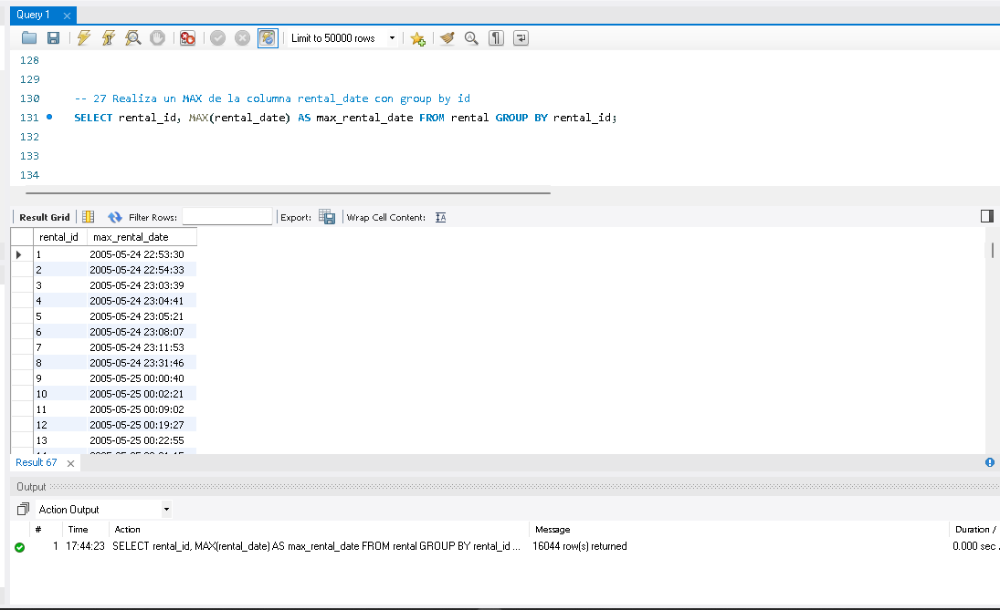 Query 1
Limit to 50000 rows
128
129
130 -- 27 Realiza un MAX de la columna rental_date con group by id
131 SELECT rental_id, MAX(rental_date) AS max_rental_date FROM rental GROUP BY rental_id;
132
133
134
Result Grid Filter Rows: Export: Wrap Cell Content:
rental_id max_rental_date
1 2005-05-24 22:53:30
2 2005-05-24 22:54:33
3 2005-05-24 23:03:39
4 2005-05-24 23:04:41
5 2005-05-24 23:05:21
6 2005-05-24 23:08:07
7 2005-05-24 23:11:53
8 2005-05-24 23:31:46
9 2005-05-25 00:00:40
10 2005-05-25 00:02:21
11 2005-05-25 00:09:02
12 2005-05-25 00:19:27
13 2005-05-25 00:22:55
Result 67
Output
Action Output
# Time Action Message Duration /
1 17:44:23 SELECT rental_id, MAX(rental_date) AS max_rental_date FROM rental GROUP BY rental_id ... 16044 row(s) returned 0.000 sec